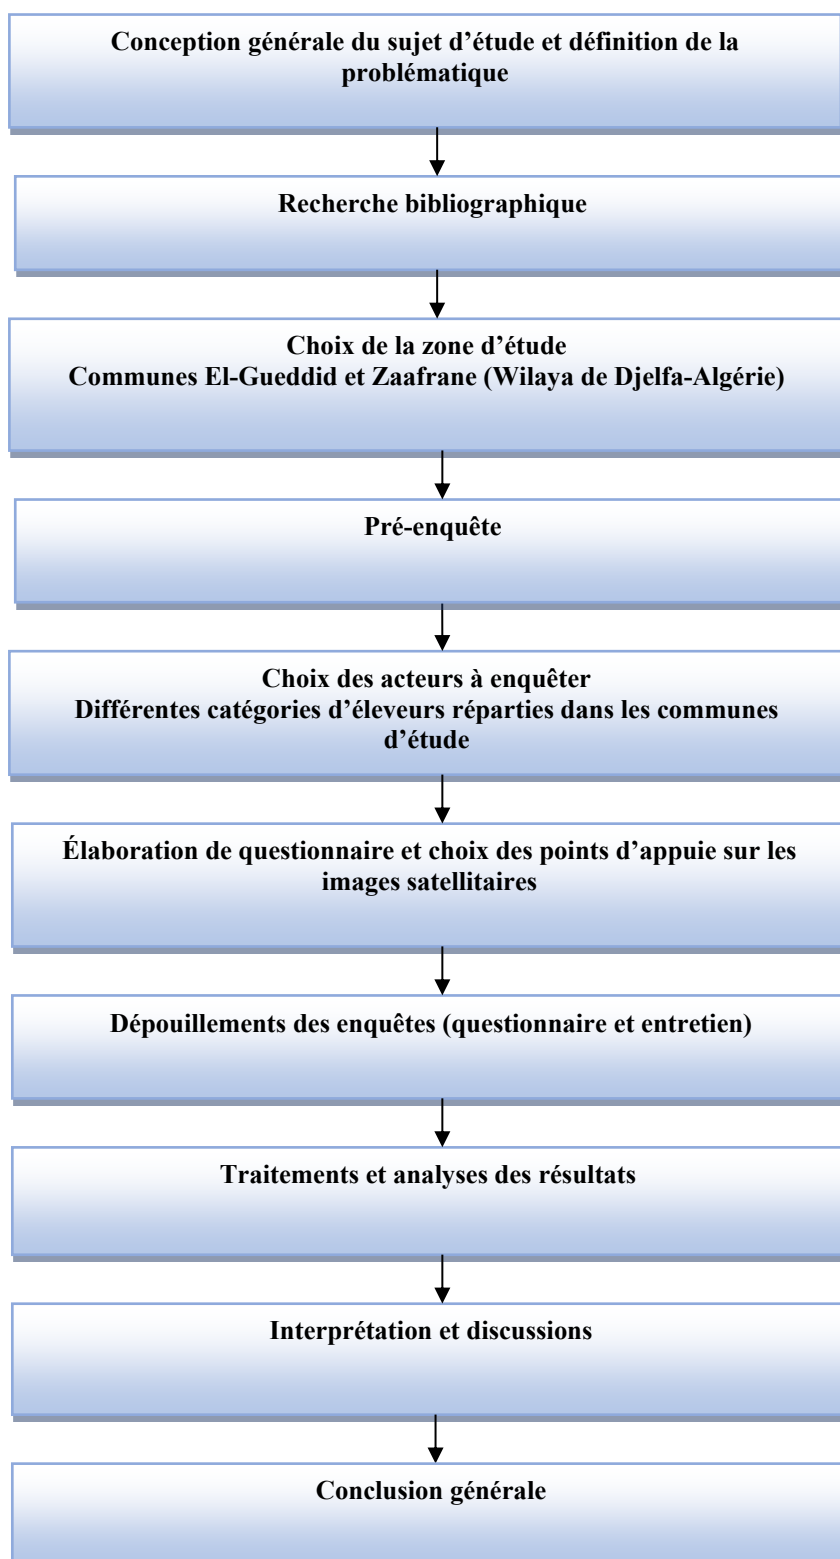 Conception générale du sujet d’étude et définition de la
problématique
Recherche bibliographique
Choix de la zone d’étude
Communes El-Gueddid et Zaafrane (Wilaya de Djelfa-Algérie)
Pré-enquête
Choix des acteurs à enquêter
Différentes catégories d’éleveurs réparties dans les communes
d’étude
Élaboration de questionnaire et choix des points d’appuie sur les
images satellitaires
Dépouillements des enquêtes (questionnaire et entretien)
Traitements et analyses des résultats
Interprétation et discussions
Conclusion générale